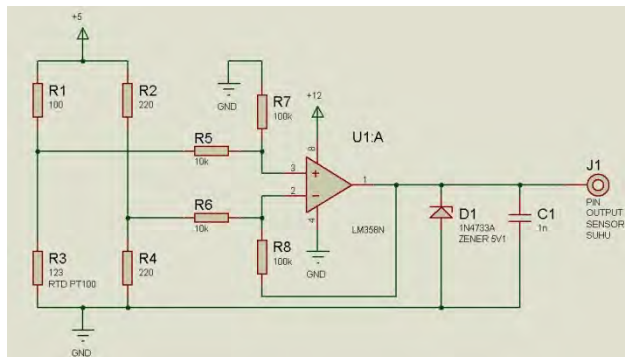 +5
R1
100
R2
220
GND
R7
100k
+12
U1:A
R5
10k
8
3
2
1
4
R6
10k
LM358N
GND
R8
100k
R3
123
RTD PT100
R4
220
GND
D1
1N4733A
ZENER 5V1
C1
1n
J1
PIN
OUTPUT
SENSOR
SUHU